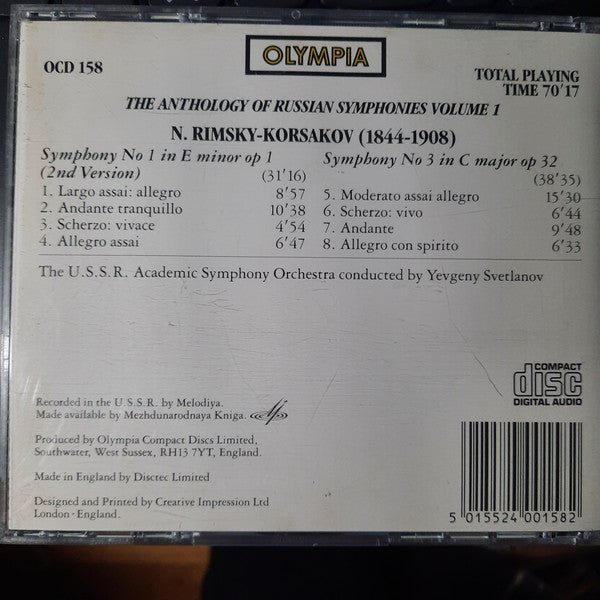 OLYMPIA
OCD 158
TOTAL PLAYING
TIME 70'17
THE ANTHOLOGY OF RUSSIAN SYMPHONIES VOLUME 1
N. RIMSKY-KORSAKOV (1844-1908)
Symphony No 1 in E minor op 1
(2nd Version) (31'16)
1. Largo assai: allegro 8'57
2. Andante tranquillo 10'38
3. Scherzo: vivace 4'54
4. Allegro assai 6'47
Symphony No 3 in C major op 32
(38'35)
5. Moderato assai allegro 15'30
6. Scherzo: vivo 6'44
7. Andante 9'48
8. Allegro con spirito 6'33
The U.S.S.R. Academic Symphony Orchestra conducted by Yevgeny Svetlanov
COMPACT
disc
DIGITAL AUDIO
Recorded in the U.S.S.R. by Melodiya.
Made available by Mezhdunarodnaya Kniga.
Produced by Olympia Compact Discs Limited,
Southwater, West Sussex, RH13 7YT, England.
Made in England by Disctec Limited
Designed and Printed by Creative Impression Ltd
London · England.
5 015524 001582